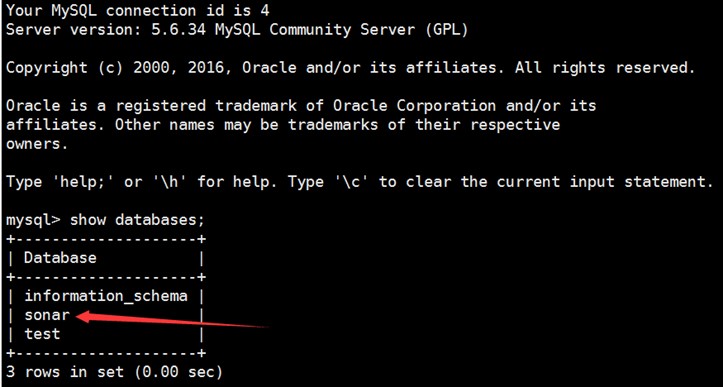 Your MySQL connection id is 4
Server version: 5.6.34 MySQL Community Server (GPL)
Copyright (c) 2000, 2016, Oracle and/or its affiliates. All rights reserved.
Oracle is a registered trademark of Oracle Corporation and/or its
affiliates. Other names may be trademarks of their respective
owners.
Type 'help;' or '\h' for help. Type '\c' to clear the current input statement.
mysql> show databases;
+--------------------+
| Database           |
+--------------------+
| information_schema |
| sonar              |
| test               |
+--------------------+
3 rows in set (0.00 sec)